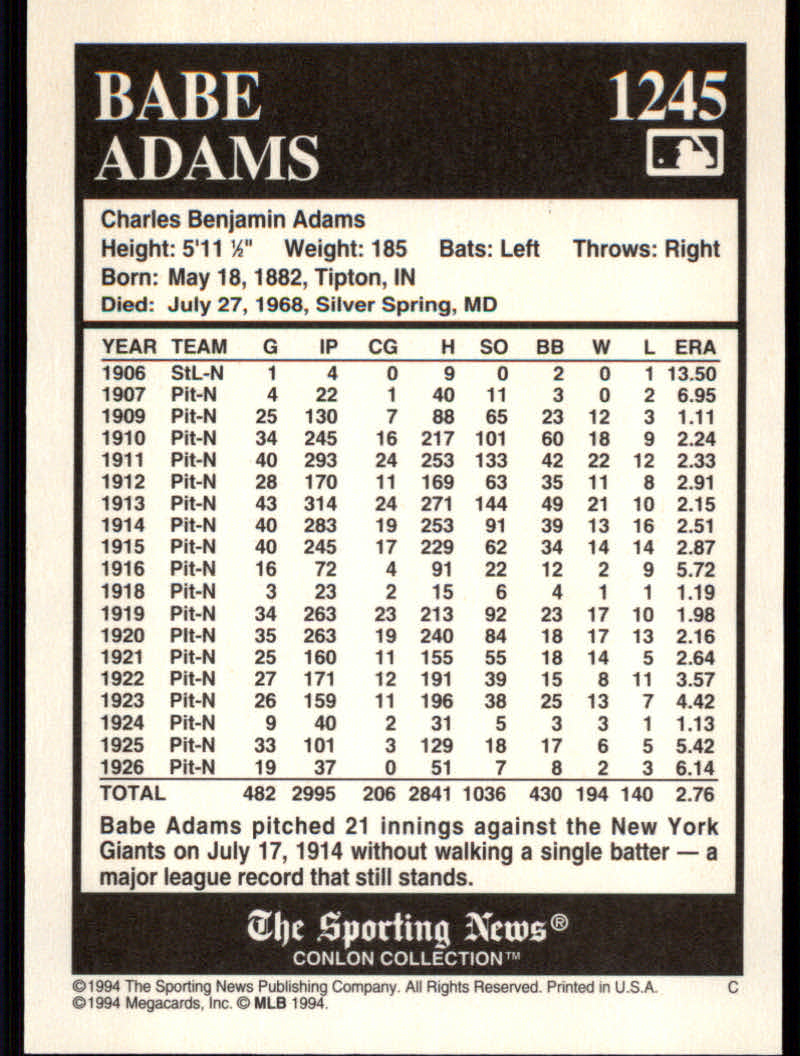 BABE 1245
ADAMS
Charles Benjamin Adams
Height: 5'11 ½" Weight: 185 Bats: Left Throws: Right
Born: May 18, 1882, Tipton, IN
Died: July 27, 1968, Silver Spring, MD
YEAR TEAM G IP CG H SO BB W L ERA
1906 StL-N 1 4 0 9 0 2 0 1 13.50
1907 Pit-N 4 22 1 40 11 3 0 2 6.95
1909 Pit-N 25 130 7 88 65 23 12 3 1.11
1910 Pit-N 34 245 16 217 101 60 18 9 2.24
1911 Pit-N 40 293 24 253 133 42 22 12 2.33
1912 Pit-N 28 170 11 169 63 35 11 8 2.91
1913 Pit-N 43 314 24 271 144 49 21 10 2.15
1914 Pit-N 40 283 19 253 91 39 13 16 2.51
1915 Pit-N 40 245 17 229 62 34 14 14 2.87
1916 Pit-N 16 72 4 91 22 12 2 9 5.72
1918 Pit-N 3 23 2 15 6 4 1 1 1.19
1919 Pit-N 34 263 23 213 92 23 17 10 1.98
1920 Pit-N 35 263 19 240 84 18 17 13 2.16
1921 Pit-N 25 160 11 155 55 18 14 5 2.64
1922 Pit-N 27 171 12 191 39 15 8 11 3.57
1923 Pit-N 26 159 11 196 38 25 13 7 4.42
1924 Pit-N 9 40 2 31 5 3 3 1 1.13
1925 Pit-N 33 101 3 129 18 17 6 5 5.42
1926 Pit-N 19 37 0 51 7 8 2 3 6.14
TOTAL 482 2995 206 2841 1036 430 194 140 2.76
Babe Adams pitched 21 innings against the New York
Giants on July 17, 1914 without walking a single batter — a
major league record that still stands.
The Sporting News®
CONLON COLLECTION™
©1994 The Sporting News Publishing Company. All Rights Reserved. Printed in U.S.A. C
©1994 Megacards, Inc. © MLB 1994.